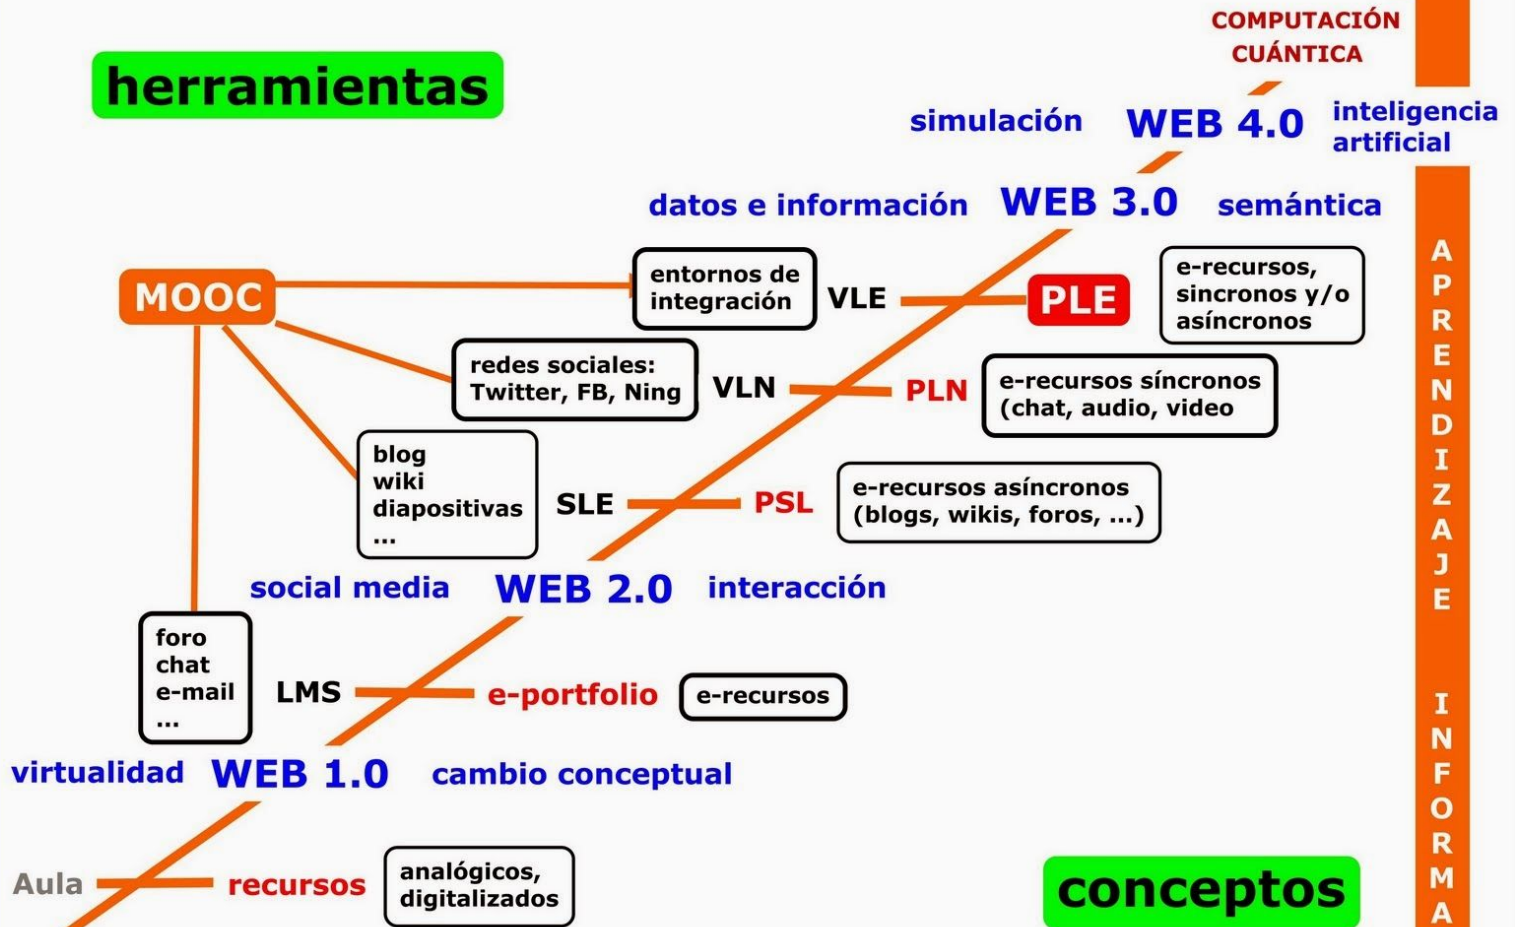 COMPUTACIÓN
CUÁNTICA
herramientas
simulación WEB 4.0 inteligencia
artificial
datos e información WEB 3.0 semántica
MOOC
entornos de
integración
VLE
PLE
e-recursos,
sincronos y/o
asíncronos
redes sociales:
Twitter, FB, Ning
VLN
PLN
e-recursos síncronos
(chat, audio, video
blog
wiki
diapositivas
...
SLE
PSL
e-recursos asíncronos
(blogs, wikis, foros, ...)
social media WEB 2.0 interacción
foro
chat
e-mail
...
LMS
e-portfolio
e-recursos
virtualidad WEB 1.0 cambio conceptual
Aula
recursos
analógicos,
digitalizados
conceptos
APRENDIZAJE INFORMA